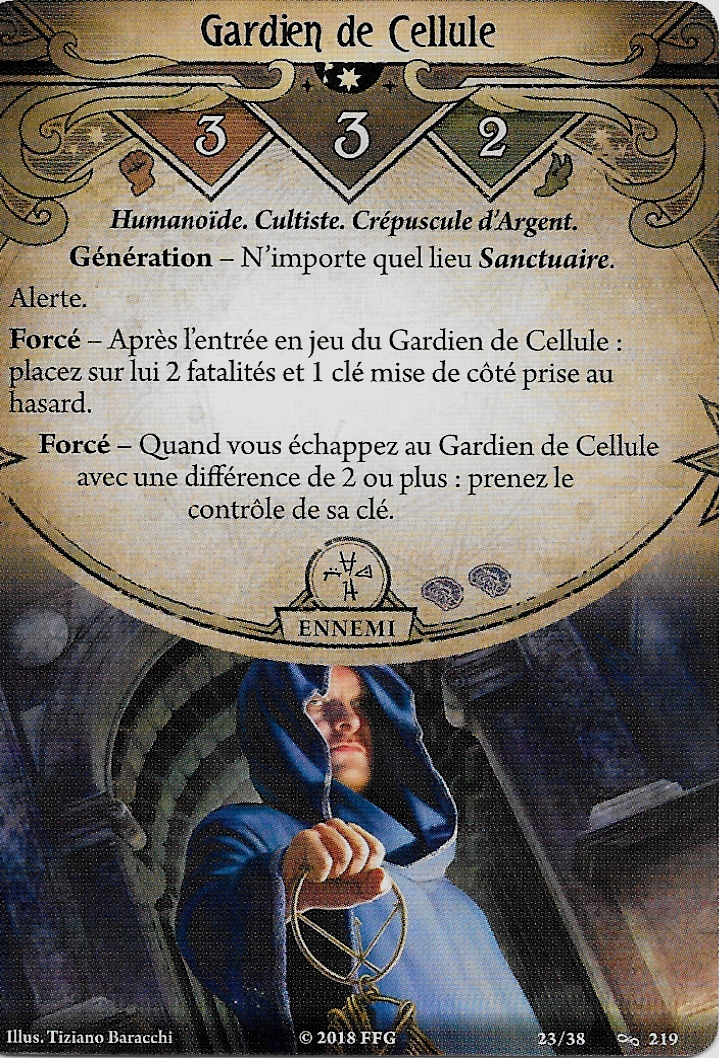 Gardien de Cellule
3 3 2
Humanoïde. Cultiste. Crépuscule d'Argent.
Génération – N'importe quel lieu Sanctuaire.
Alerte.
Forcé – Après l'entrée en jeu du Gardien de Cellule :
placez sur lui 2 fatalités et 1 clé mise de côté prise au
hasard.
Forcé – Quand vous échappez au Gardien de Cellule
avec une différence de 2 ou plus : prenez le
contrôle de sa clé.
ENNEMI
Illus. Tiziano Baracchi © 2018 FFG 23/38 219